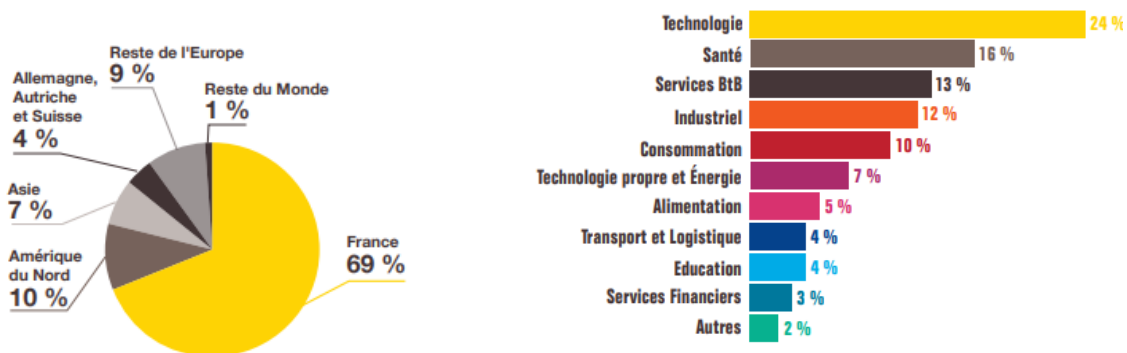 Reste de l'Europe
9 %
Allemagne,
Autriche
et Suisse
4 %
Reste du Monde
1 %
Asie
7 %
Amérique
du Nord
10 %
France
69 %
Technologie 24 %
Santé 16 %
Services BtB 13 %
Industriel 12 %
Consommation 10 %
Technologie propre et Énergie 7 %
Alimentation 5 %
Transport et Logistique 4 %
Education 4 %
Services Financiers 3 %
Autres 2 %